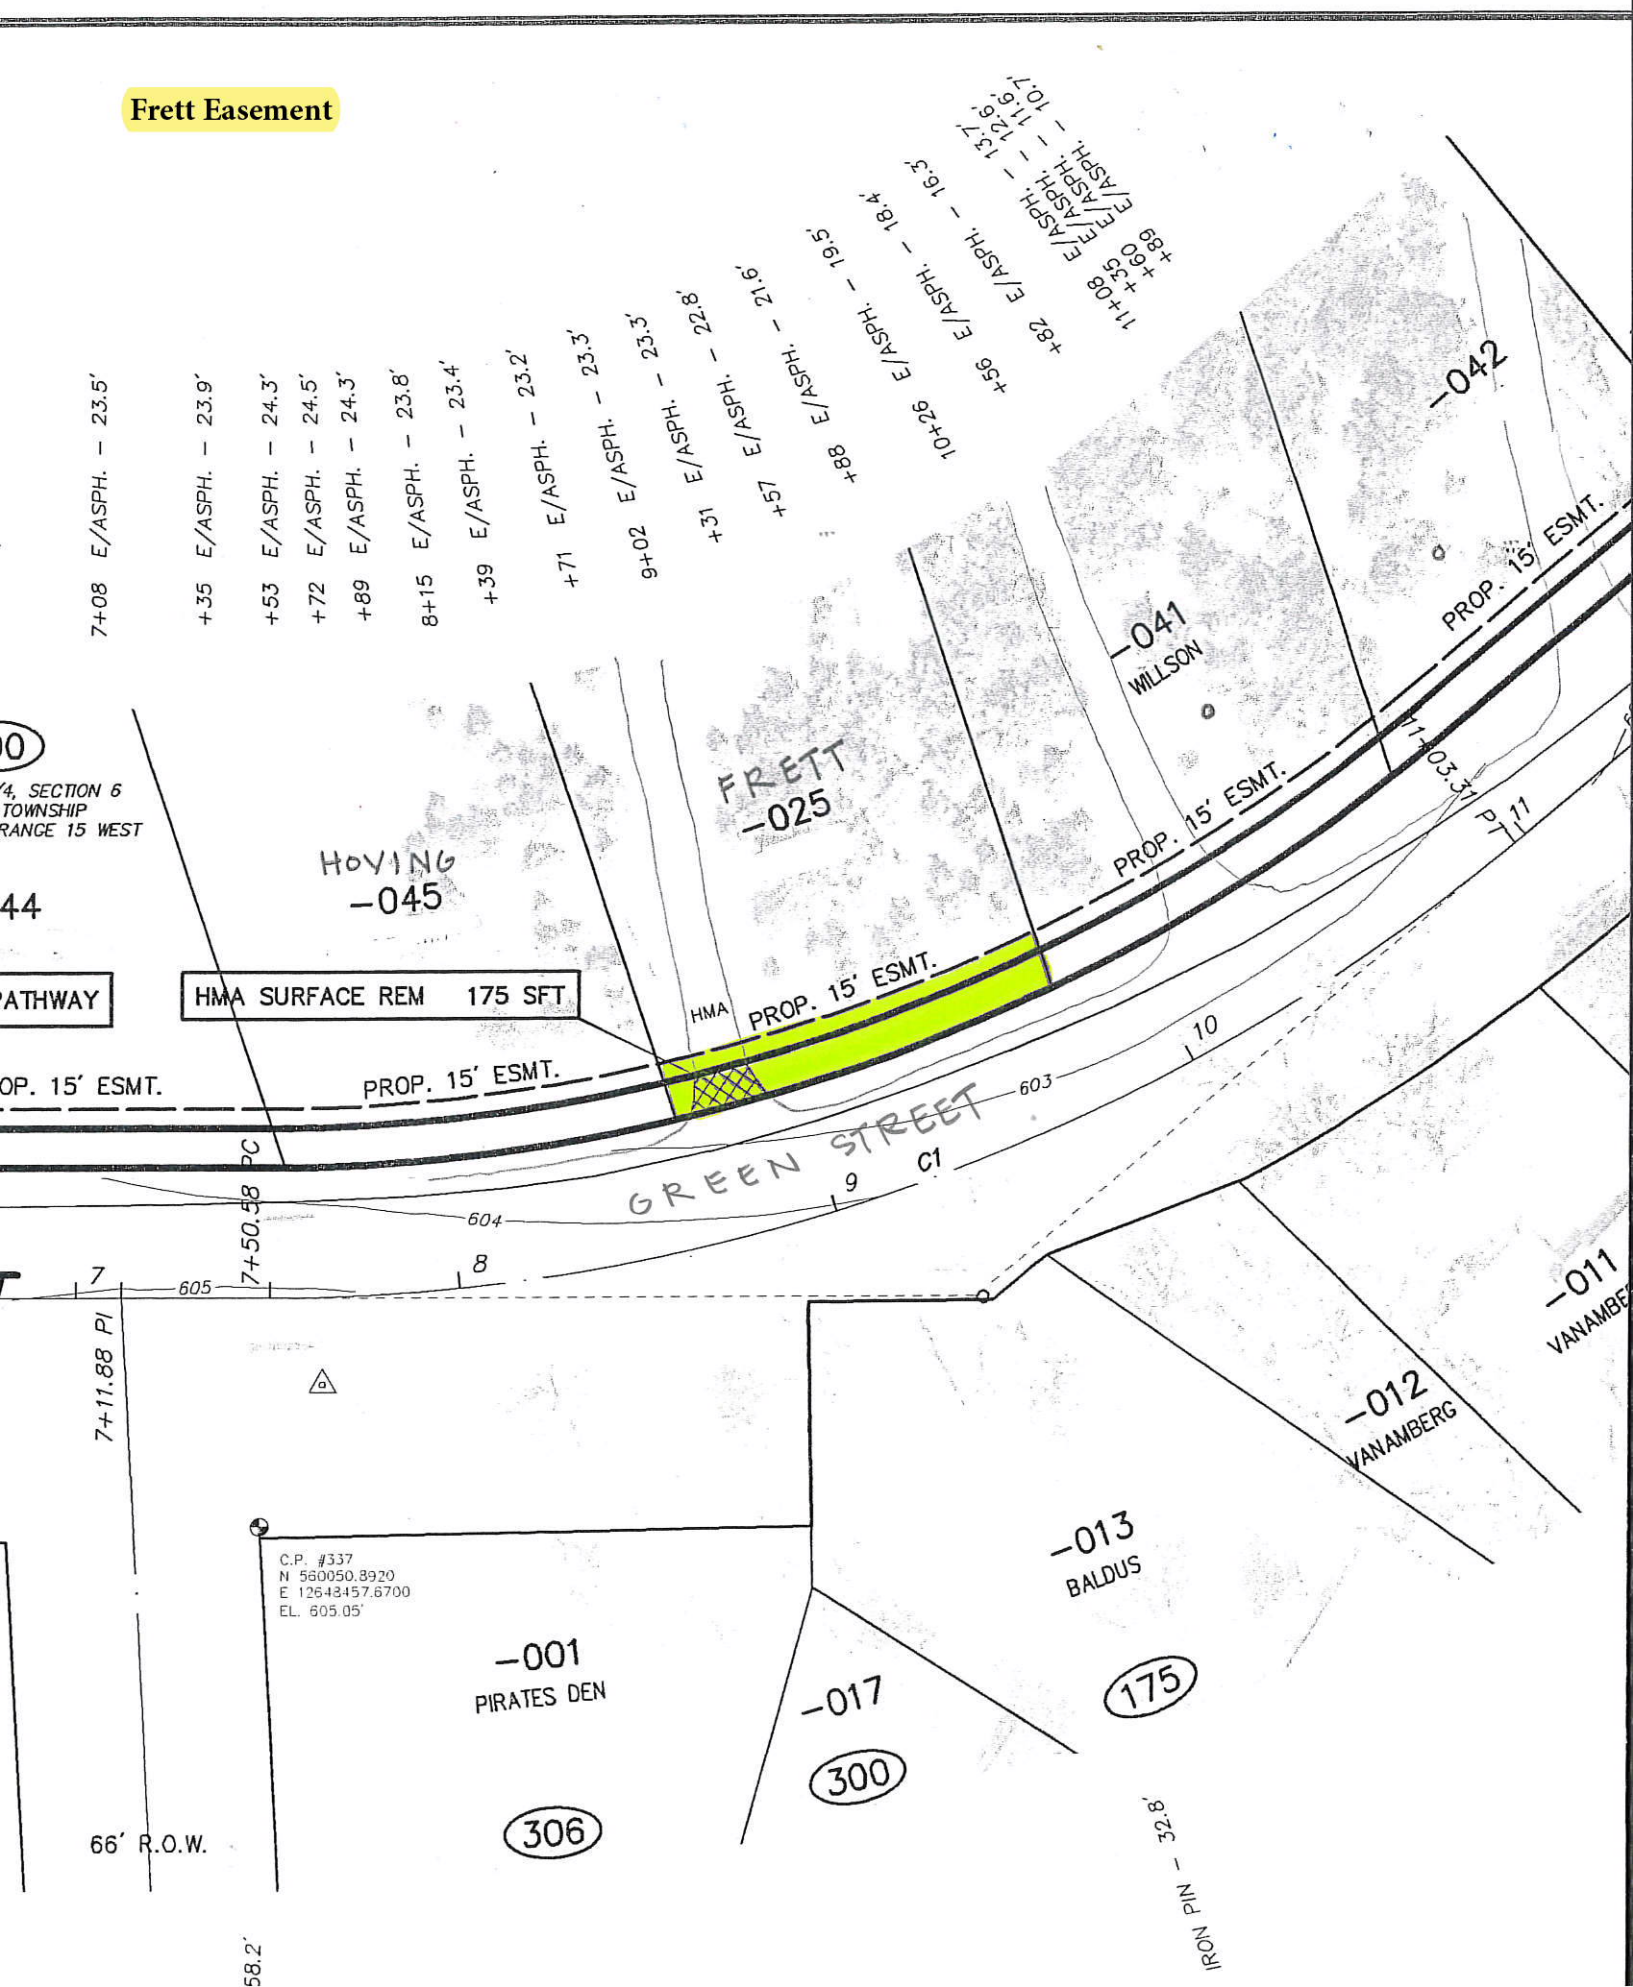 Frett Easement
7+08 E/ASPH. – 23.5'
+35 E/ASPH. – 23.9'
+53 E/ASPH. – 24.3'
+72 E/ASPH. – 24.5'
+89 E/ASPH. – 24.3'
8+15 E/ASPH. – 23.8'
+39 E/ASPH. – 23.4'
+71 E/ASPH. – 23.2'
9+02 E/ASPH. – 23.3'
+31 E/ASPH. – 23.3'
+57 E/ASPH. – 22.8'
+88 E/ASPH. – 21.6'
10+26 E/ASPH. – 19.5'
+56 E/ASPH. – 18.4'
+82 E/ASPH. – 16.3'
11+08 E/ASPH. – 13.7'
+35 E/ASPH. – 12.6'
+60 E/ASPH. – 11.6'
+89 E/ASPH. – 10.7'
-042
PROP. 15' ESMT.
-041
WILLSON
/4, SECTION 6
TOWNSHIP
RANGE 15 WEST
44
HOVING
-045
FRETT
-025
PATHWAY
HMA SURFACE REM 175 SFT
HMA
PROP. 15' ESMT.
PROP. 15' ESMT.
OP. 15' ESMT.
PROP. 15' ESMT.
11+03.31 PT
11
10
603
GREEN STREET
C1
9
604
8
7
605
7+50.58 PC
7+11.88 PI
C.P. #337
N 560050.8920
E 12648457.6700
EL. 605.05'
-001
PIRATES DEN
306
-017
300
-013
BALDUS
175
-012
VANAMBERG
-011
VANAMBE
66' R.O.W.
58.2'
IRON PIN – 32.8'